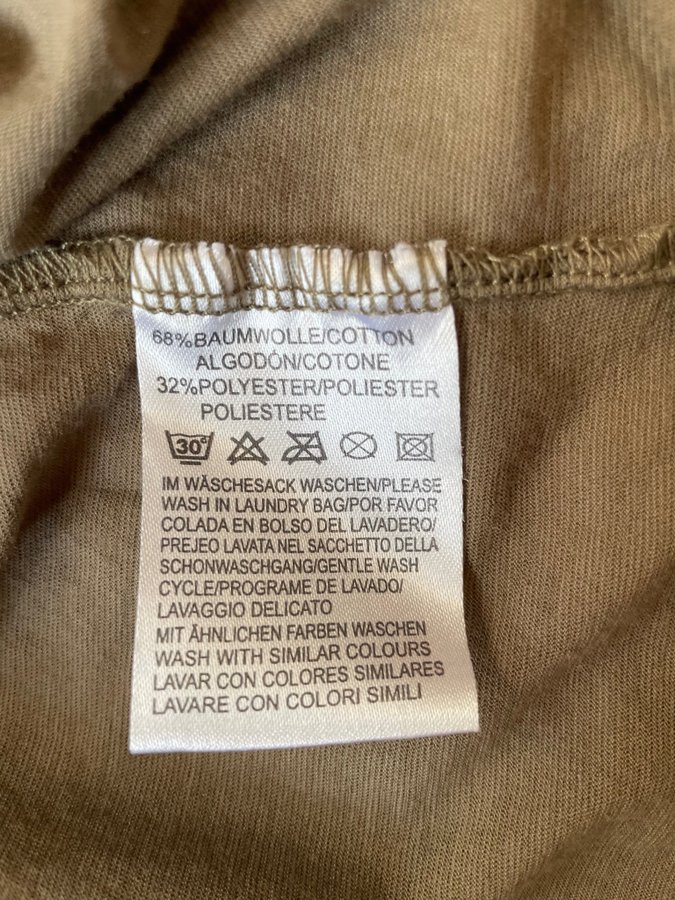 68%BAUMWOLLE/COTTON
ALGODÓN/COTONE
32%POLYESTER/POLIESTER
POLIESTERE
30°
IM WÄSCHESACK WASCHEN/PLEASE
WASH IN LAUNDRY BAG/POR FAVOR
COLADA EN BOLSO DEL LAVADERO/
PREJEO LAVATA NEL SACCHETTO DELLA
SCHONWASCHGANG/GENTLE WASH
CYCLE/PROGRAME DE LAVADO/
LAVAGGIO DELICATO
MIT ÄHNLICHEN FARBEN WASCHEN
WASH WITH SIMILAR COLOURS
LAVAR CON COLORES SIMILARES
LAVARE CON COLORI SIMILI